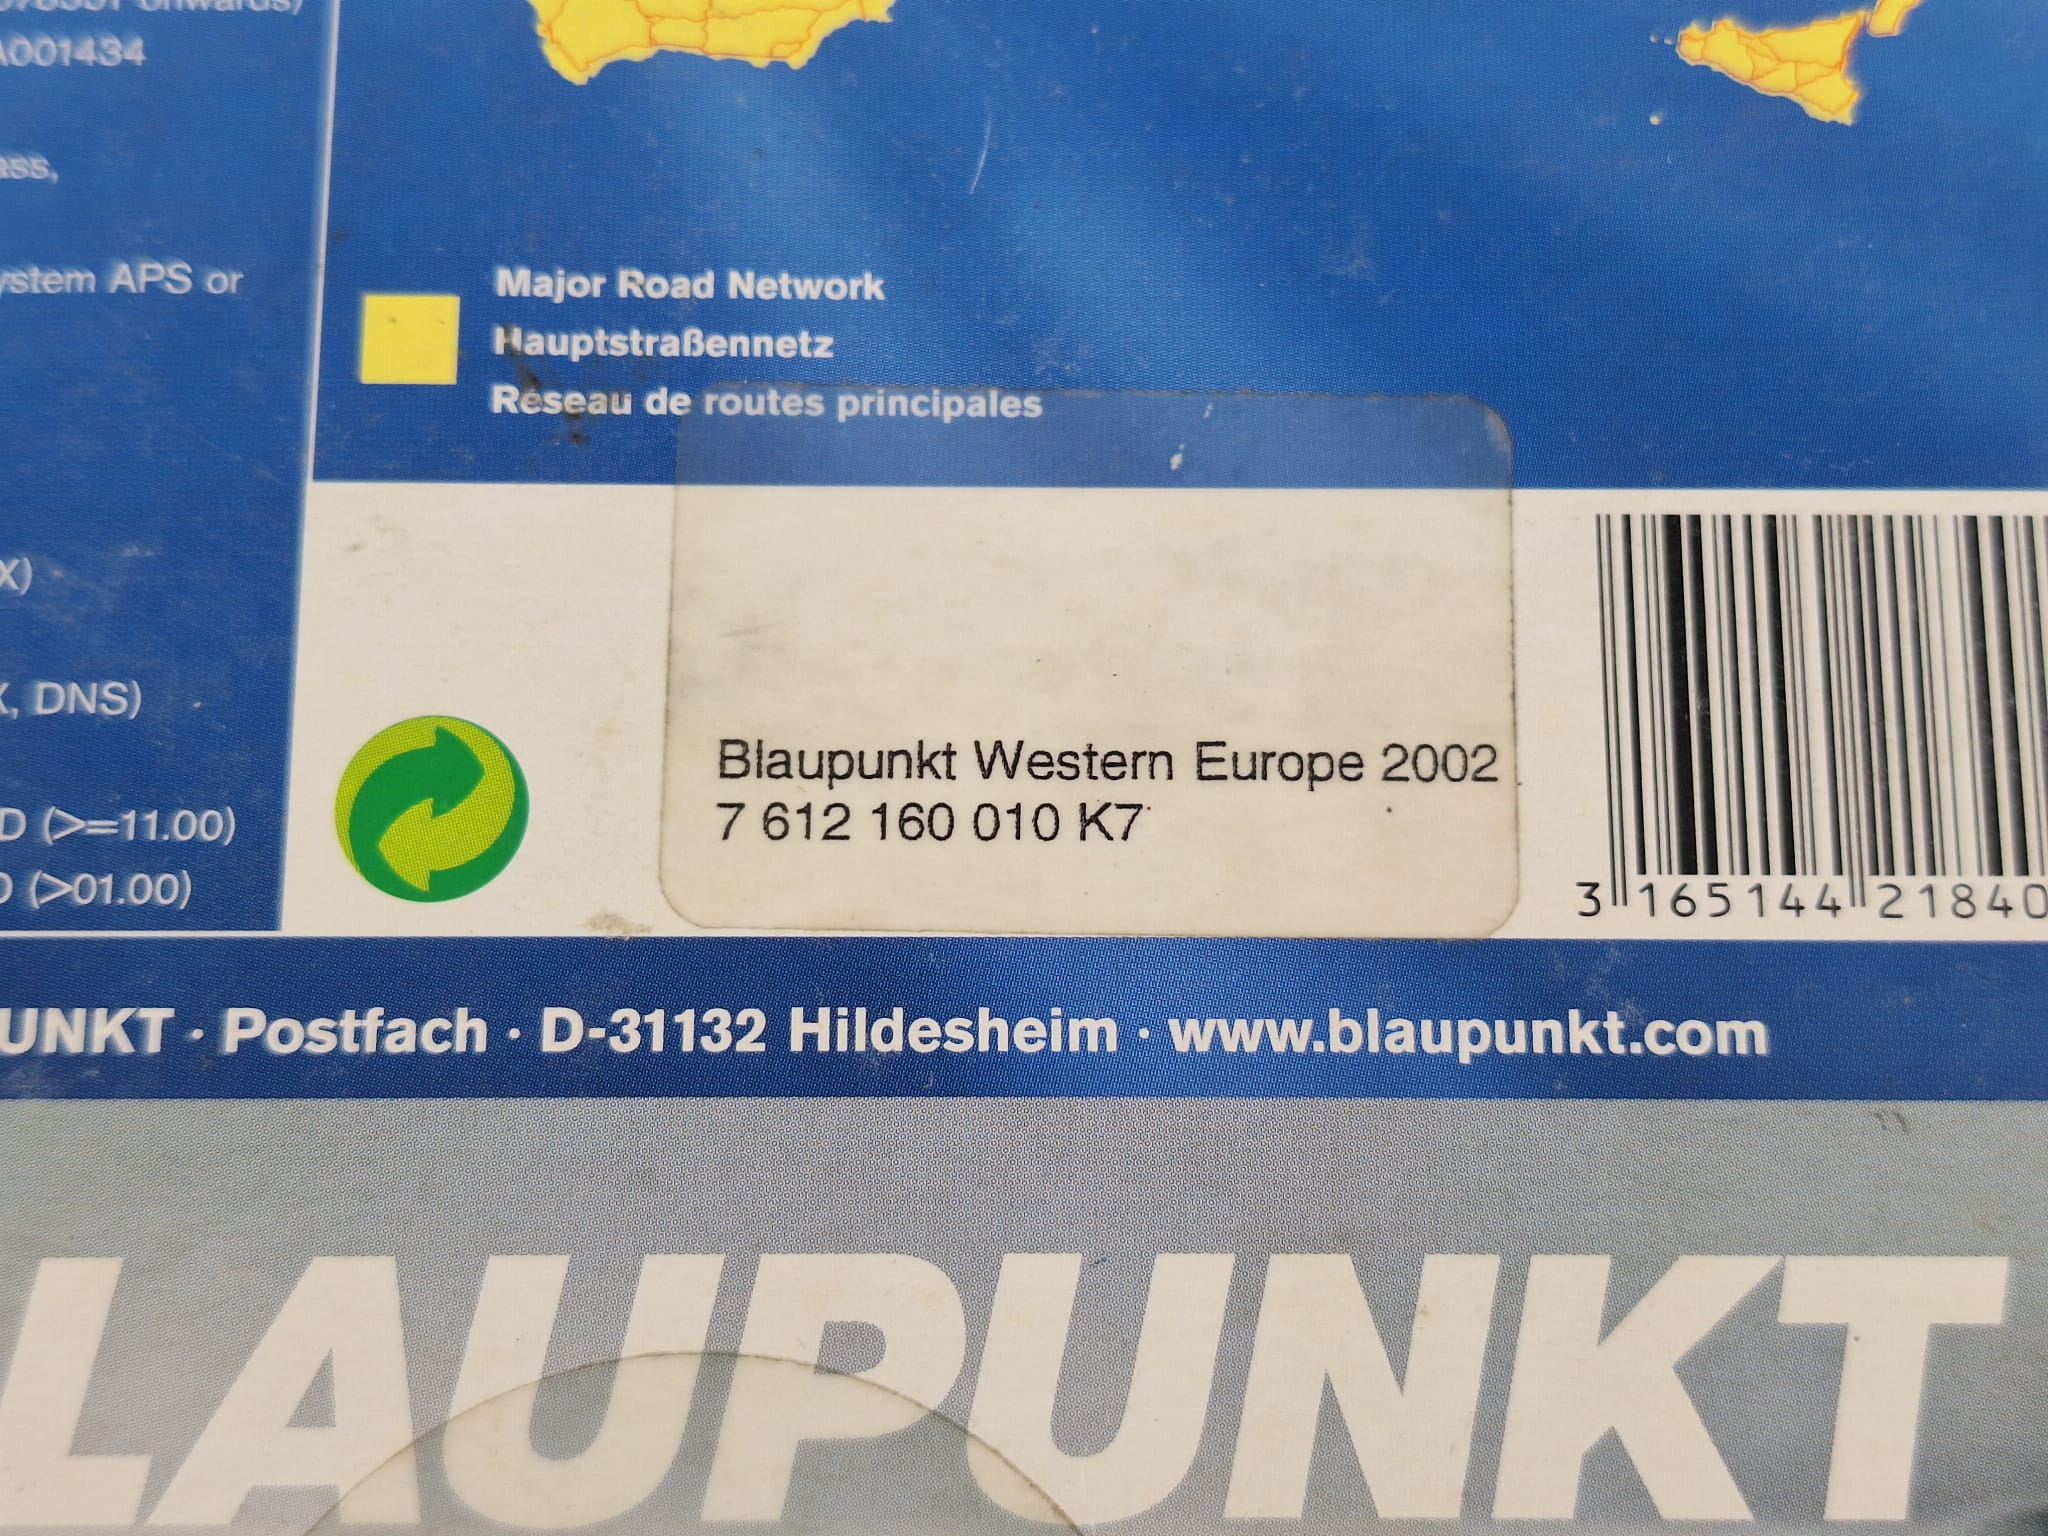 A001434
ystem APS or
X)
X, DNS)
D (>=11.00)
(>01.00)
Major Road Network
Hauptstraßennetz
Réseau de routes principales
Blaupunkt Western Europe 2002
7 612 160 010 K7
3 165144 21840
UNKT · Postfach · D-31132 Hildesheim · www.blaupunkt.com
LAUPUNKT